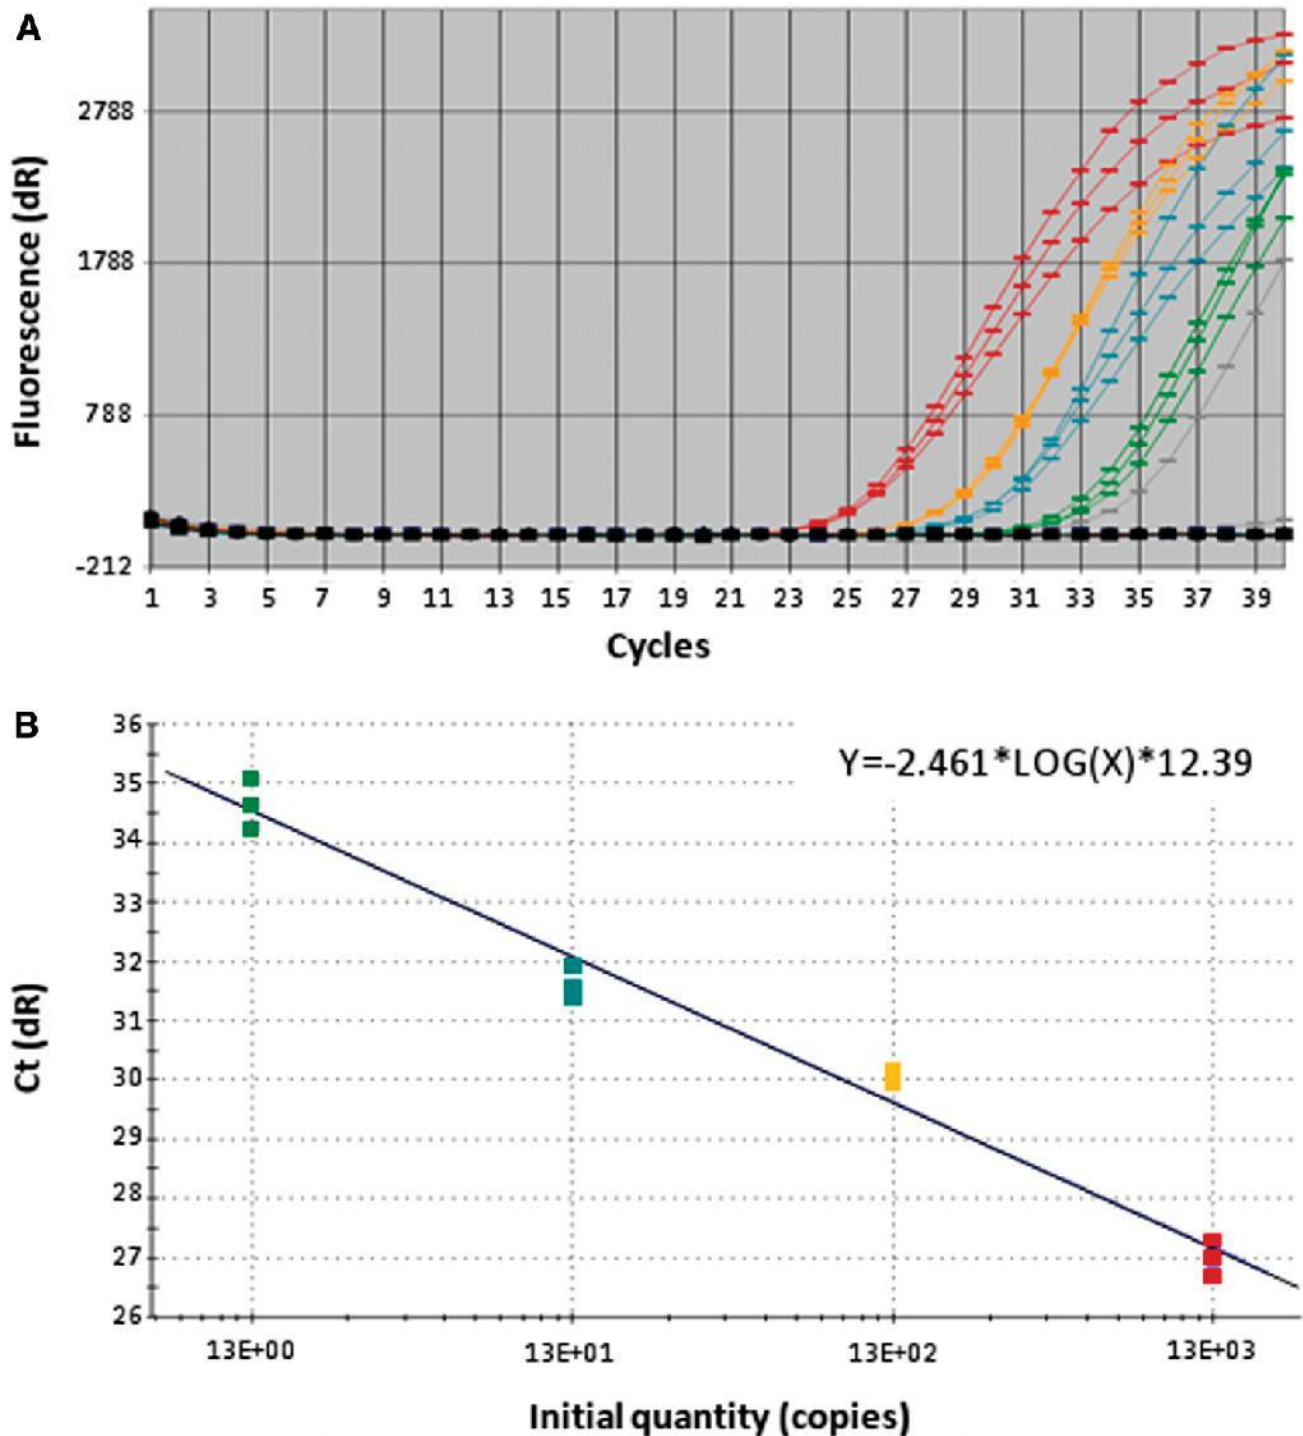 A
2788
1788
788
-212
Fluorescence (dR)
1 3 5 7 9 11 13 15 17 19 21 23 25 27 29 31 33 35 37 39
Cycles
B
Y=-2.461*LOG(X)*12.39
36
35
34
33
32
31
30
29
28
27
26
Ct (dR)
13E+00 13E+01 13E+02 13E+03
Initial quantity (copies)